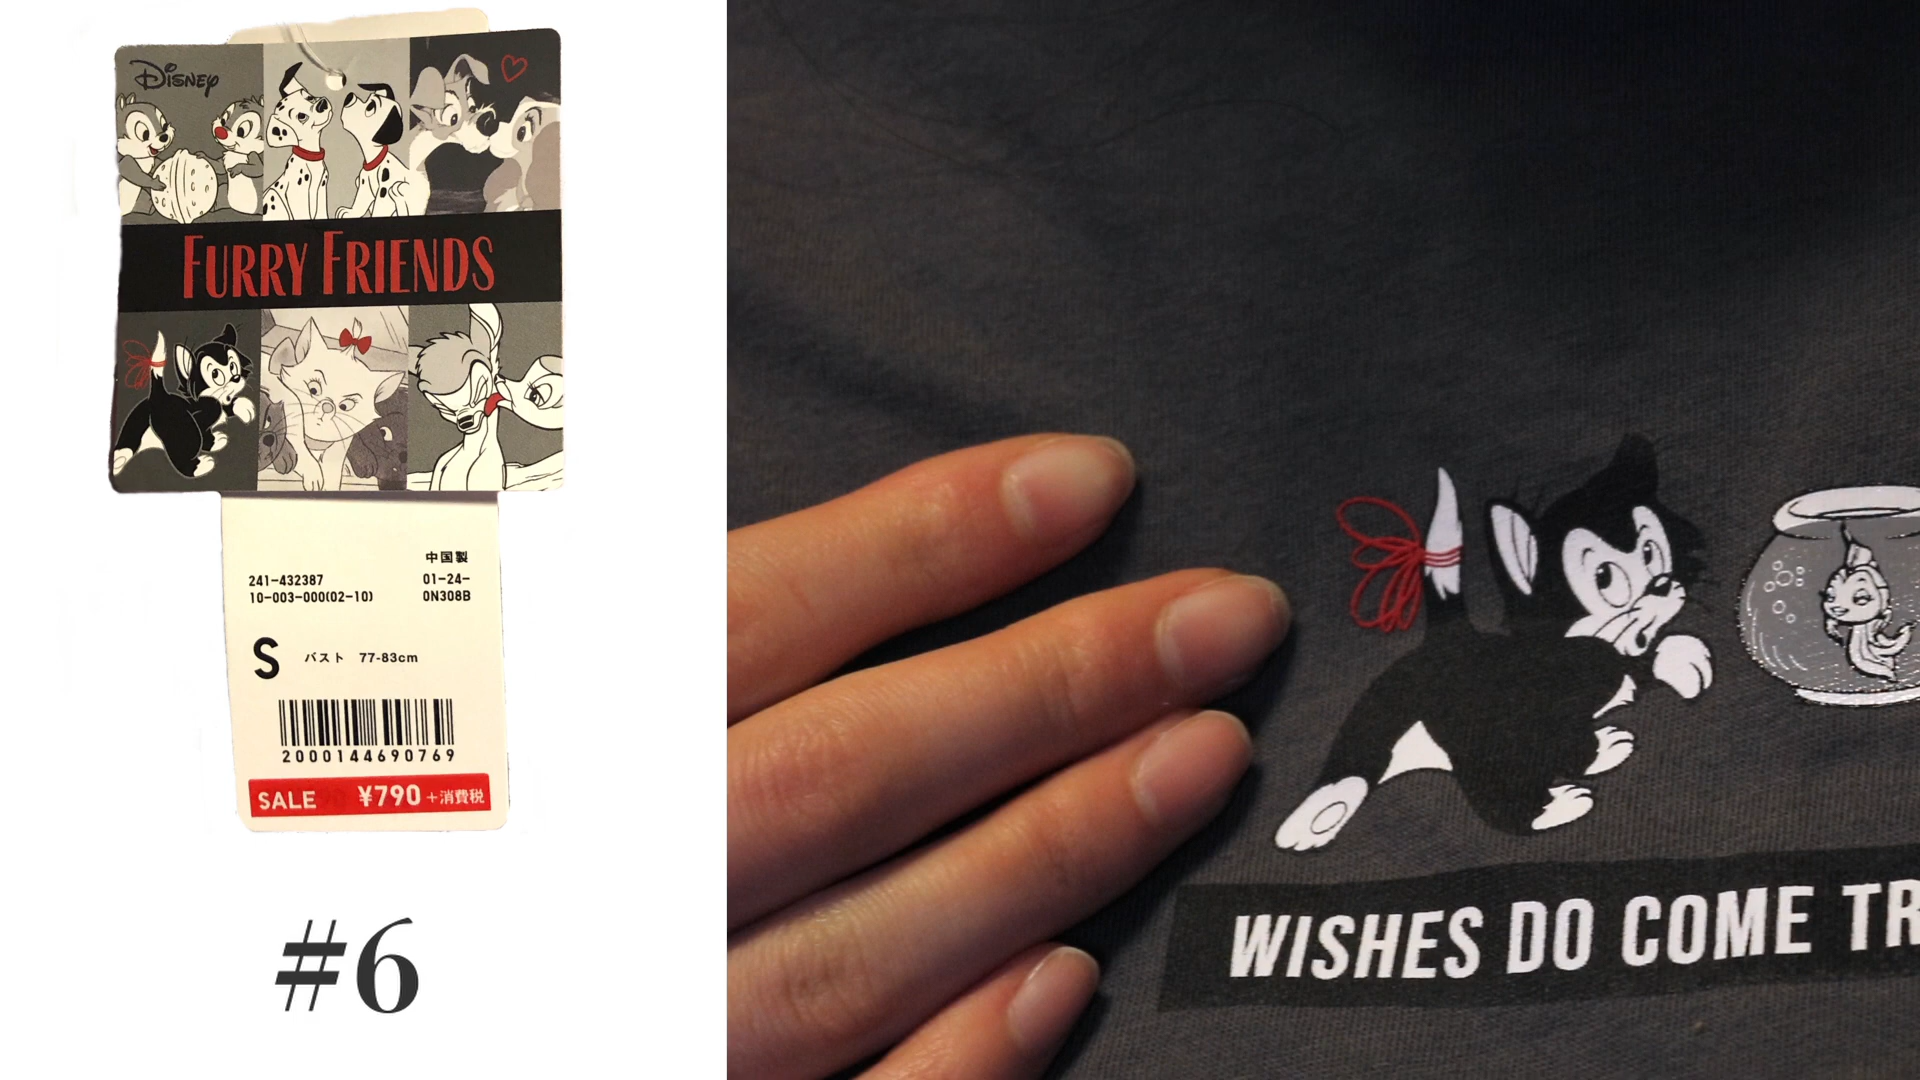 Disney
FURRY FRIENDS
中国製
241-432387 01-24-
10-003-000(02-10) 0N308B
S バスト 77-83cm
2000144690769
SALE ¥790+消費税
#6
WISHES DO COME TR